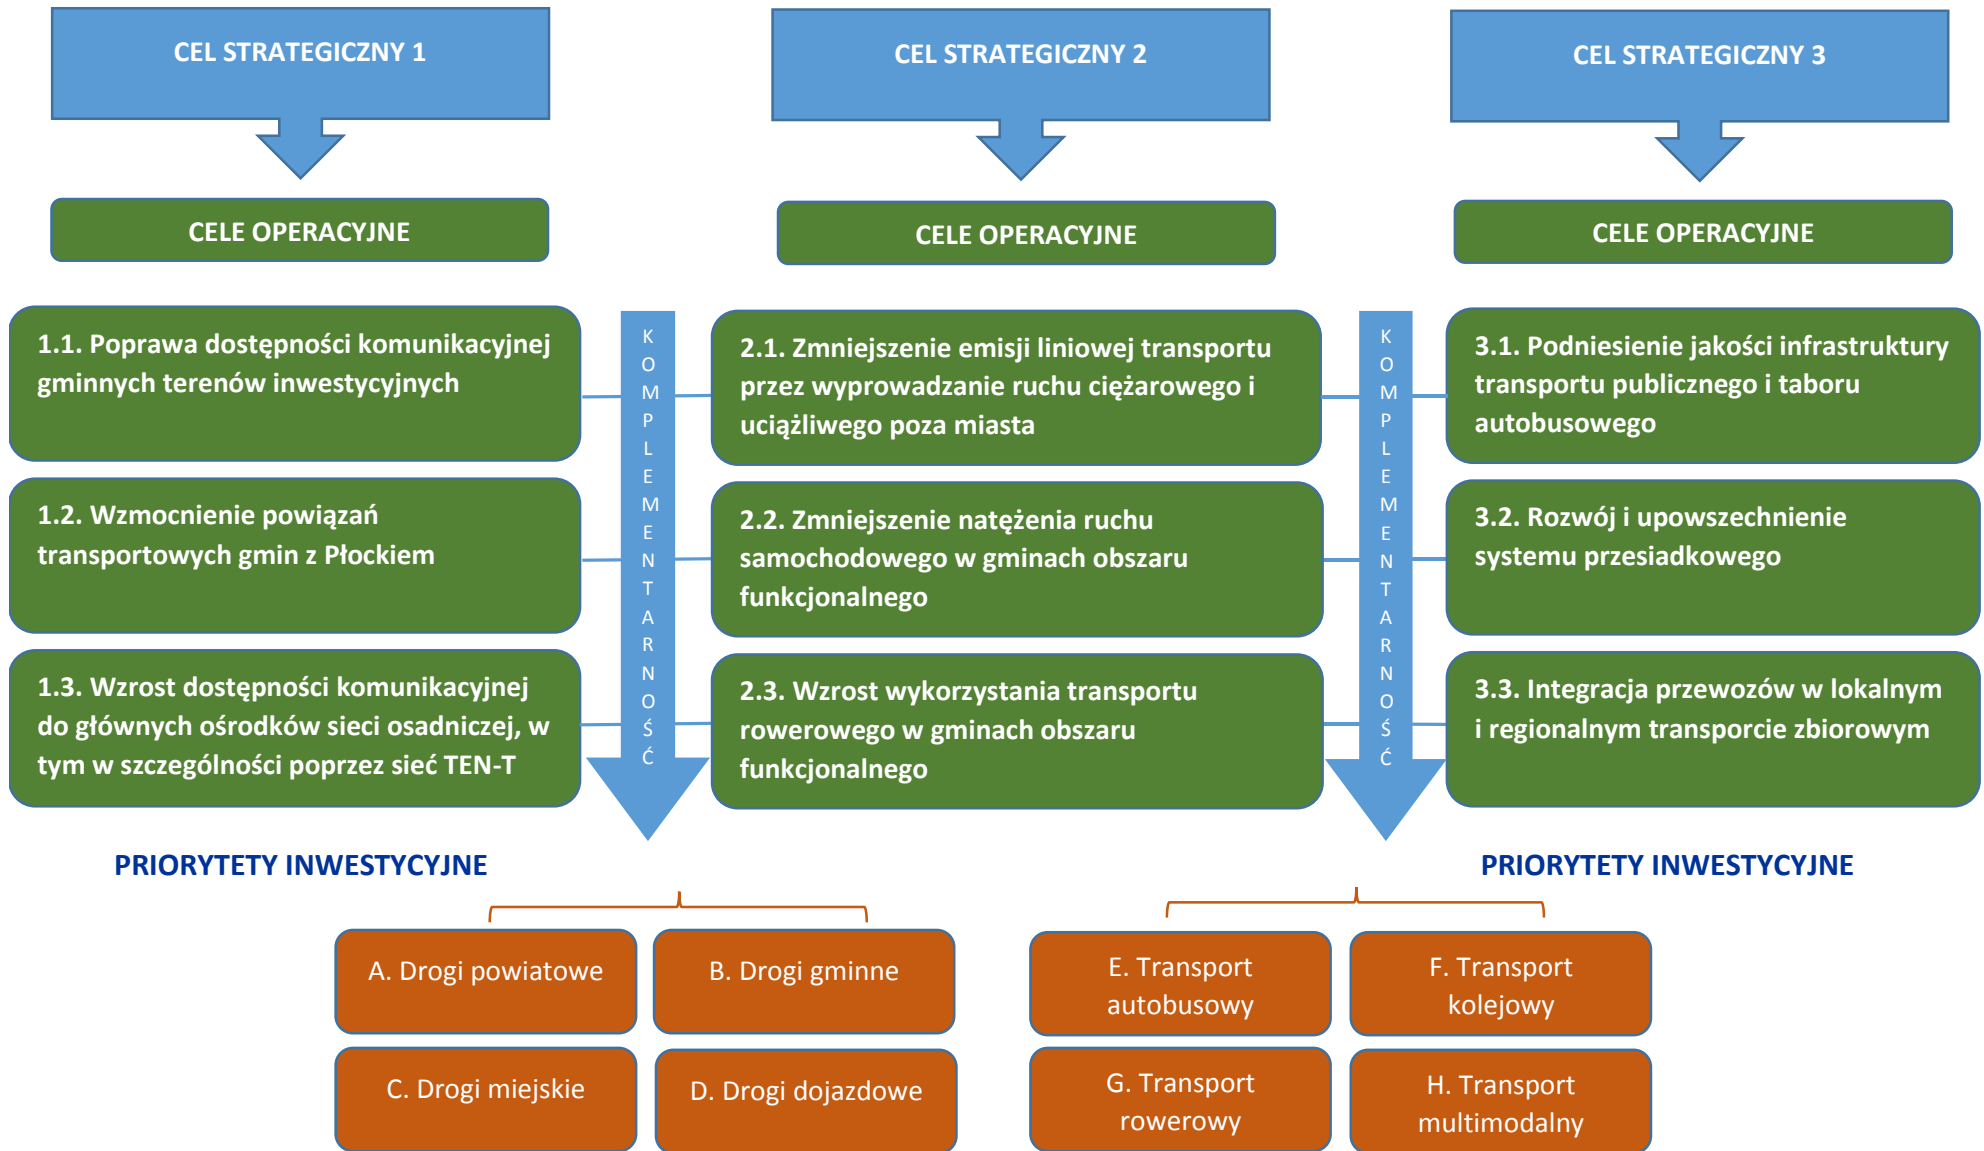 CEL STRATEGICZNY 1
CEL STRATEGICZNY 2
CEL STRATEGICZNY 3
CELE OPERACYJNE
CELE OPERACYJNE
CELE OPERACYJNE
1.1. Poprawa dostępności komunikacyjnej
gminnych terenów inwestycyjnych
1.2. Wzmocnienie powiązań
transportowych gmin z Płockiem
1.3. Wzrost dostępności komunikacyjnej
do głównych ośrodków sieci osadniczej, w
tym w szczególności poprzez sieć TEN-T
KOMPLEMENTARNOŚĆ
2.1. Zmniejszenie emisji liniowej transportu
przez wyprowadzanie ruchu ciężarowego i
uciążliwego poza miasta
2.2. Zmniejszenie natężenia ruchu
samochodowego w gminach obszaru
funkcjonalnego
2.3. Wzrost wykorzystania transportu
rowerowego w gminach obszaru
funkcjonalnego
KOMPLEMENTARNOŚĆ
3.1. Podniesienie jakości infrastruktury
transportu publicznego i taboru
autobusowego
3.2. Rozwój i upowszechnienie
systemu przesiadkowego
3.3. Integracja przewozów w lokalnym
i regionalnym transporcie zbiorowym
PRIORYTETY INWESTYCYJNE
PRIORYTETY INWESTYCYJNE
A. Drogi powiatowe
B. Drogi gminne
C. Drogi miejskie
D. Drogi dojazdowe
E. Transport
autobusowy
F. Transport
kolejowy
G. Transport
rowerowy
H. Transport
multimodalny